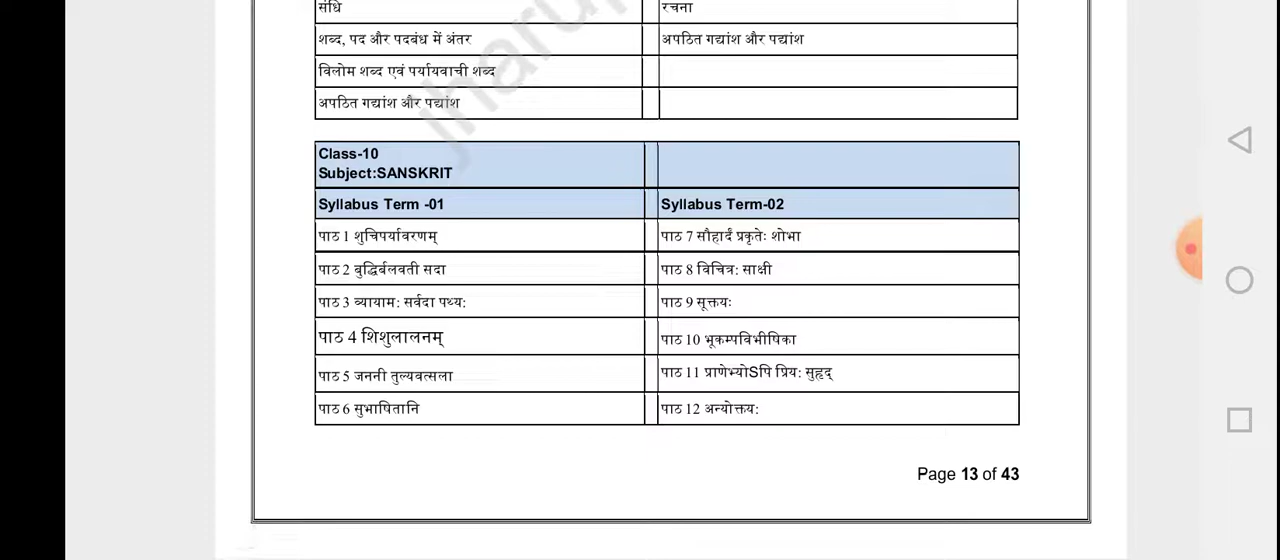 संधि रचना
शब्द, पद और पदबंध में अंतर अपठित गद्यांश और पद्यांश
विलोम शब्द एवं पर्यायवाची शब्द
अपठित गद्यांश और पद्यांश
Class-10
Subject:SANSKRIT
Syllabus Term -01 Syllabus Term-02
पाठ 1 शुचिपर्यावरणम् पाठ 7 सौहार्दं प्रकृतेः शोभा
पाठ 2 बुद्धिर्बलवती सदा पाठ 8 विचित्र: साक्षी
पाठ 3 व्यायाम: सर्वदा पथ्य: पाठ 9 सूक्तयः
पाठ 4 शिशुलालनम् पाठ 10 भूकम्पविभीषिका
पाठ 5 जननी तुल्यवत्सला पाठ 11 प्राणेभ्योSपि प्रिय: सुहृद्
पाठ 6 सुभाषितानि पाठ 12 अन्योक्तय:
Page 13 of 43